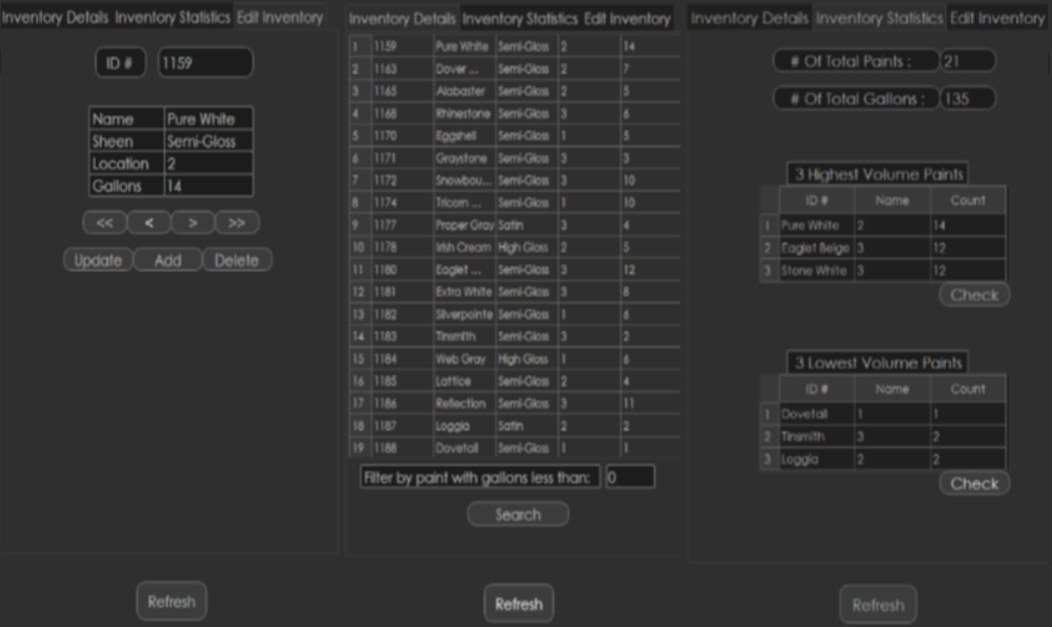 Inventory Details Inventory Statistics Edit Inventory
ID # 1159
Name Pure White
Sheen Semi-Gloss
Location 2
Gallons 14
<< < > >>
Update Add Delete
Refresh
Inventory Details Inventory Statistics Edit Inventory
1 1159 Pure White Semi-Gloss 2 14
2 1163 Dover ... Semi-Gloss 2 7
3 1165 Alabaster Semi-Gloss 2 5
4 1168 Rhinestone Semi-Gloss 3 6
5 1170 Eggshell Semi-Gloss 1 5
6 1171 Graystone Semi-Gloss 3 3
7 1172 Snowbou... Semi-Gloss 3 10
8 1174 Tricorn ... Semi-Gloss 1 10
9 1177 Proper Gray Satin 3 4
10 1178 Irish Cream High Gloss 2 5
11 1180 Eaglet ... Semi-Gloss 3 12
12 1181 Extra White Semi-Gloss 3 8
13 1182 Silverpointe Semi-Gloss 1 6
14 1183 Tinsmith Semi-Gloss 3 2
15 1184 Web Gray High Gloss 1 6
16 1185 Lattice Semi-Gloss 2 4
17 1186 Reflection Semi-Gloss 3 11
18 1187 Loggia Satin 2 2
19 1188 Dovetail Semi-Gloss 1 1
Filter by paint with gallons less than: 0
Search
Refresh
Inventory Details Inventory Statistics Edit Inventory
# Of Total Paints : 21
# Of Total Gallons : 135
3 Highest Volume Paints
ID # Name Count
1 Pure White 2 14
2 Eaglet Beige 3 12
3 Stone White 3 12
Check
3 Lowest Volume Paints
ID # Name Count
1 Dovetail 1 1
2 Tinsmith 3 2
3 Loggia 2 2
Check
Refresh